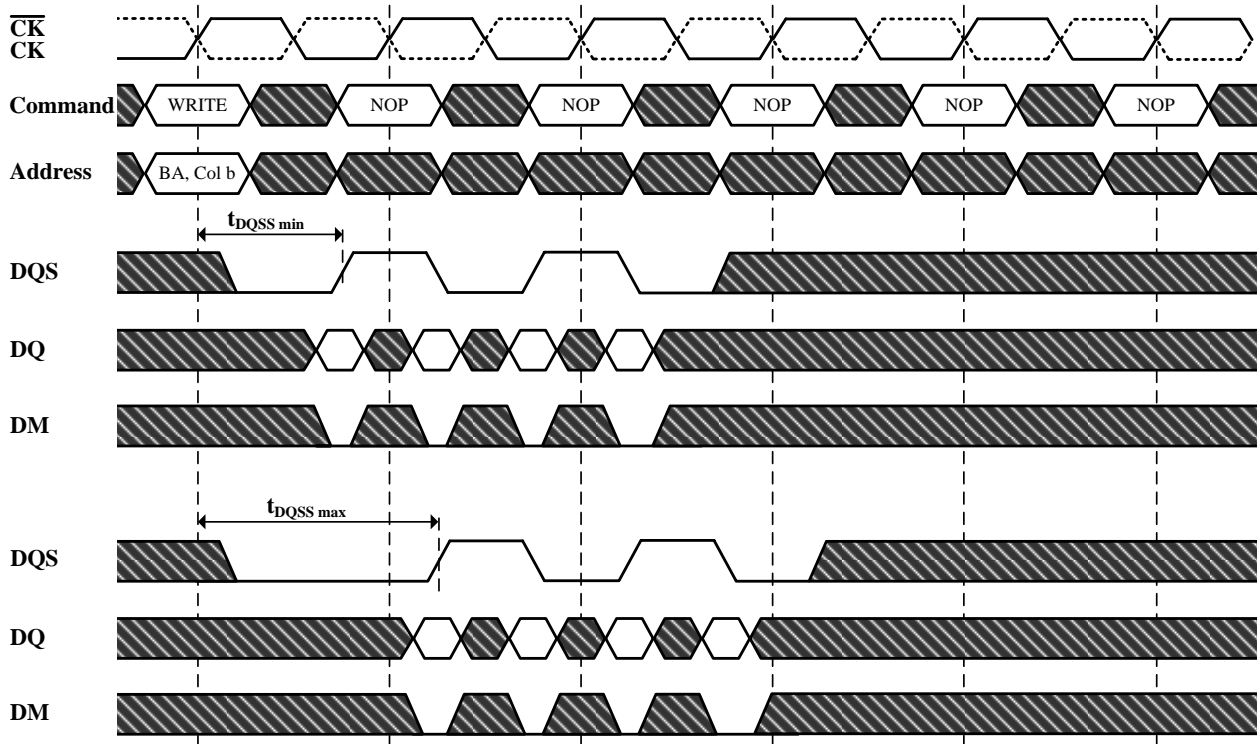 C̅K̅
CK
Command WRITE NOP NOP NOP NOP NOP
Address BA, Col b
tDQSS min
DQS
DQ
DM
tDQSS max
DQS
DQ
DM